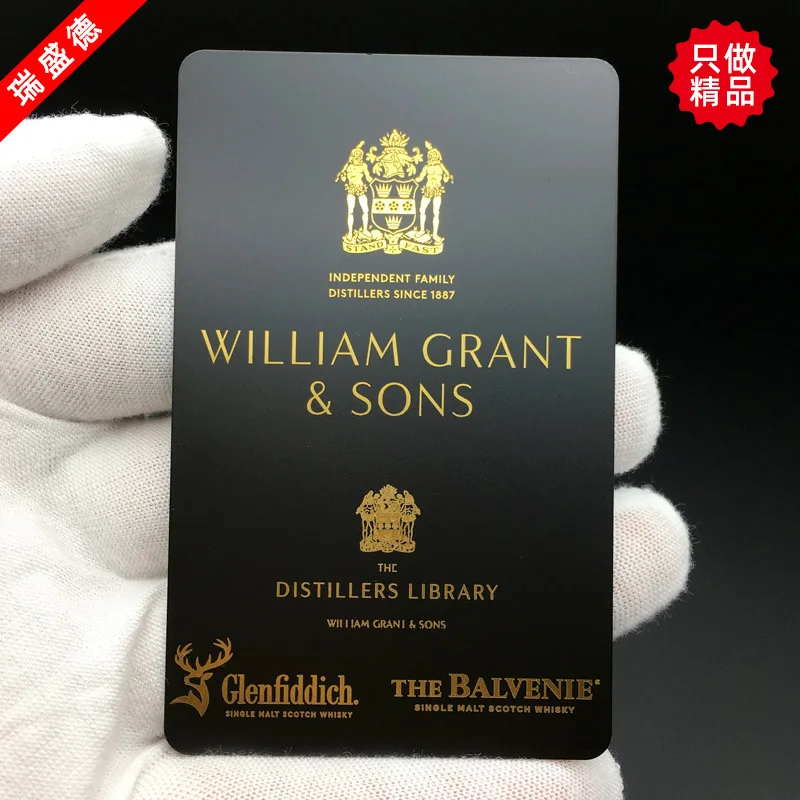 瑞盛德
只做
精品
STAND FAST
INDEPENDENT FAMILY
DISTILLERS SINCE 1887
WILLIAM GRANT
& SONS
THE
DISTILLERS LIBRARY
WILLIAM GRANT & SONS
Glenfiddich.
SINGLE MALT SCOTCH WHISKY
THE BALVENIE
SINGLE MALT SCOTCH WHISKY